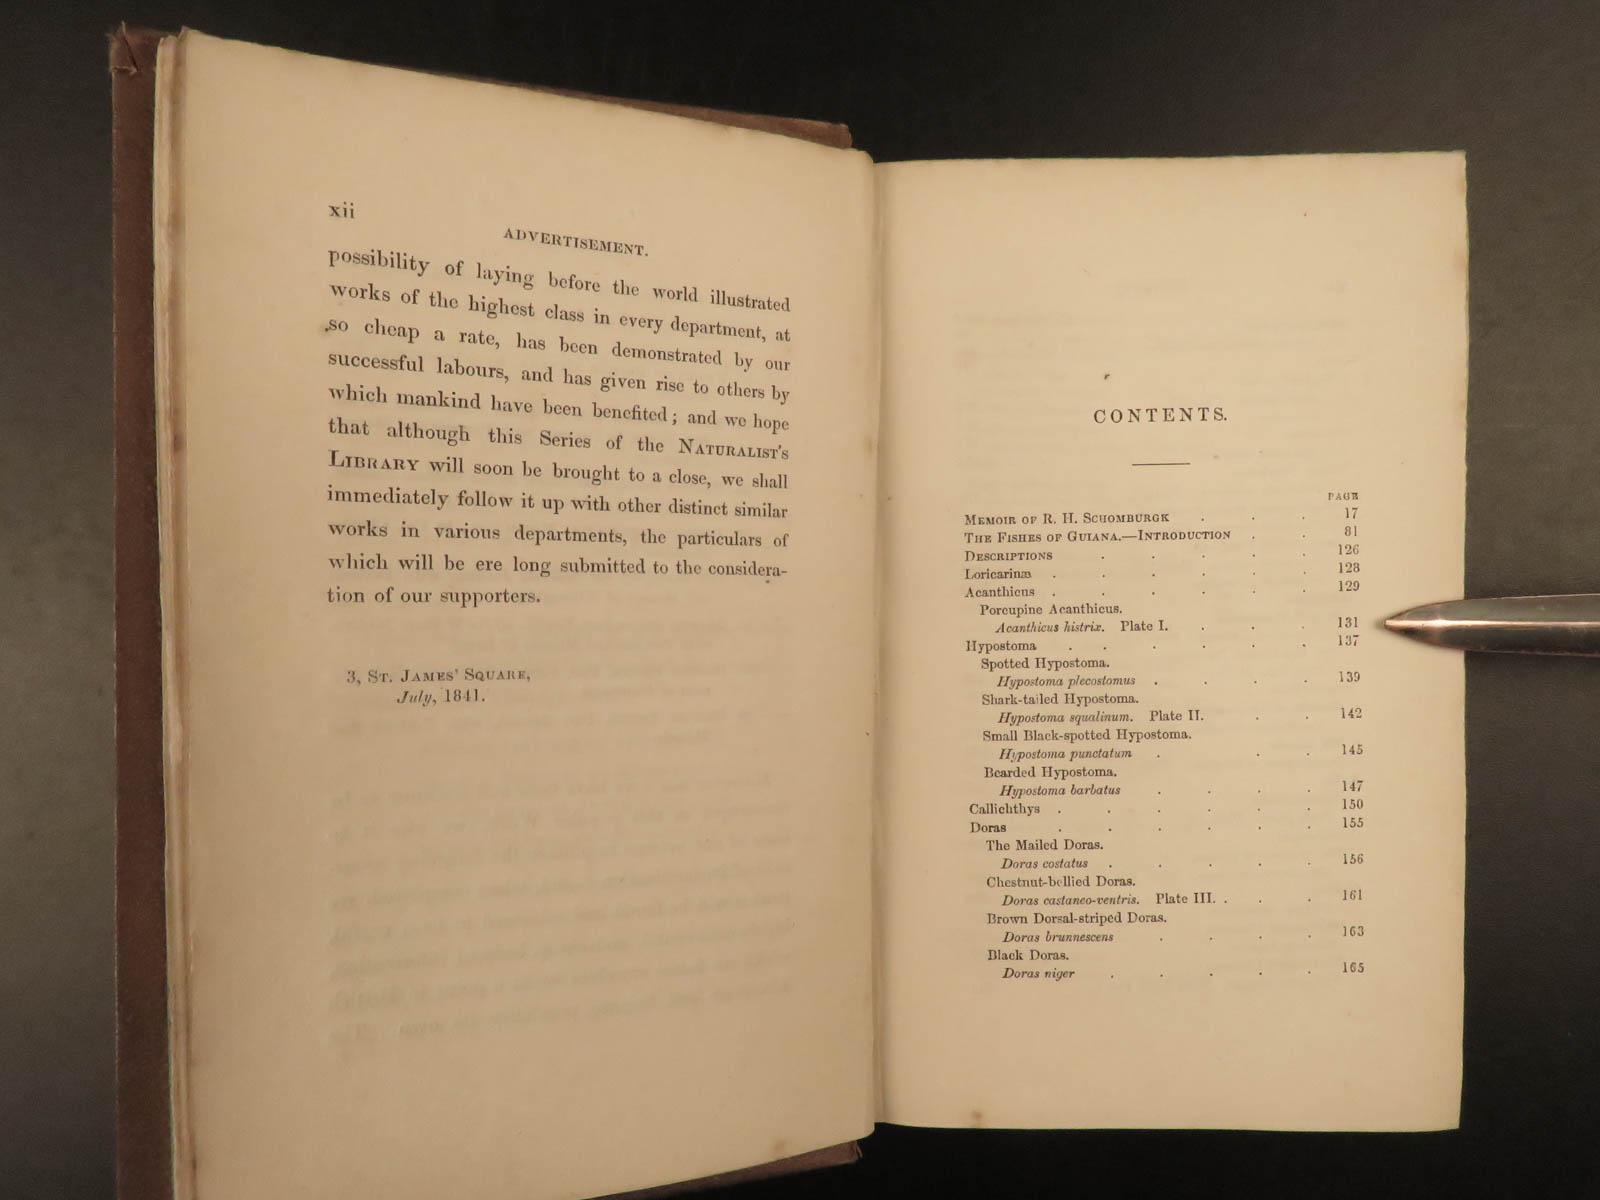 xii
ADVERTISEMENT.
possibility of laying before the world illustrated
works of the highest class in every department, at
so cheap a rate, has been demonstrated by our
successful labours, and has given rise to others by
which mankind have been benefited; and we hope
that although this Series of the NATURALIST'S
LIBRARY will soon be brought to a close, we shall
immediately follow it up with other distinct similar
works in various departments, the particulars of
which will be ere long submitted to the considera-
tion of our supporters.
3, ST. JAMES' SQUARE,
July, 1841.
CONTENTS.
PAGE
MEMOIR OF R. H. SCHOMBURGK . . . 17
THE FISHES OF GUIANA.—INTRODUCTION . . 81
DESCRIPTIONS . . . . . 126
Loricarinæ . . . . . . 128
Acanthicus . . . . . . 129
Porcupine Acanthicus.
Acanthicus histrix. Plate I. . . . 131
Hypostoma . . . . . . 137
Spotted Hypostoma.
Hypostoma plecostomus . . . . 139
Shark-tailed Hypostoma.
Hypostoma squalinum. Plate II. . . 142
Small Black-spotted Hypostoma.
Hypostoma punctatum . . . 145
Bearded Hypostoma.
Hypostoma barbatus . . . . 147
Callichthys . . . . . . 150
Doras . . . . . . 155
The Mailed Doras.
Doras costatus . . . . . 156
Chestnut-bellied Doras.
Doras castaneo-ventris. Plate III. . . . 161
Brown Dorsal-striped Doras.
Doras brunnescens . . . . 163
Black Doras.
Doras niger . . . . . 165